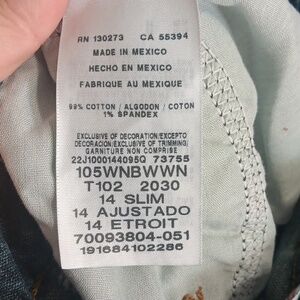 RN 130273 CA 55394
MADE IN MEXICO
HECHO EN MEXICO
FABRIQUE AU MEXIQUE
99% COTTON / ALGODON / COTON
1% SPANDEX
EXCLUSIVE OF DECORATION/EXCEPTO
DECORACION/EXCLUSIVE OF TRIMMING/
GARNITURE NON COMPRISE
22J1000144095Q 73755
105WNBWWN
T102 2030
14 SLIM
14 AJUSTADO
14 ETROIT
70093804-051
191684102286